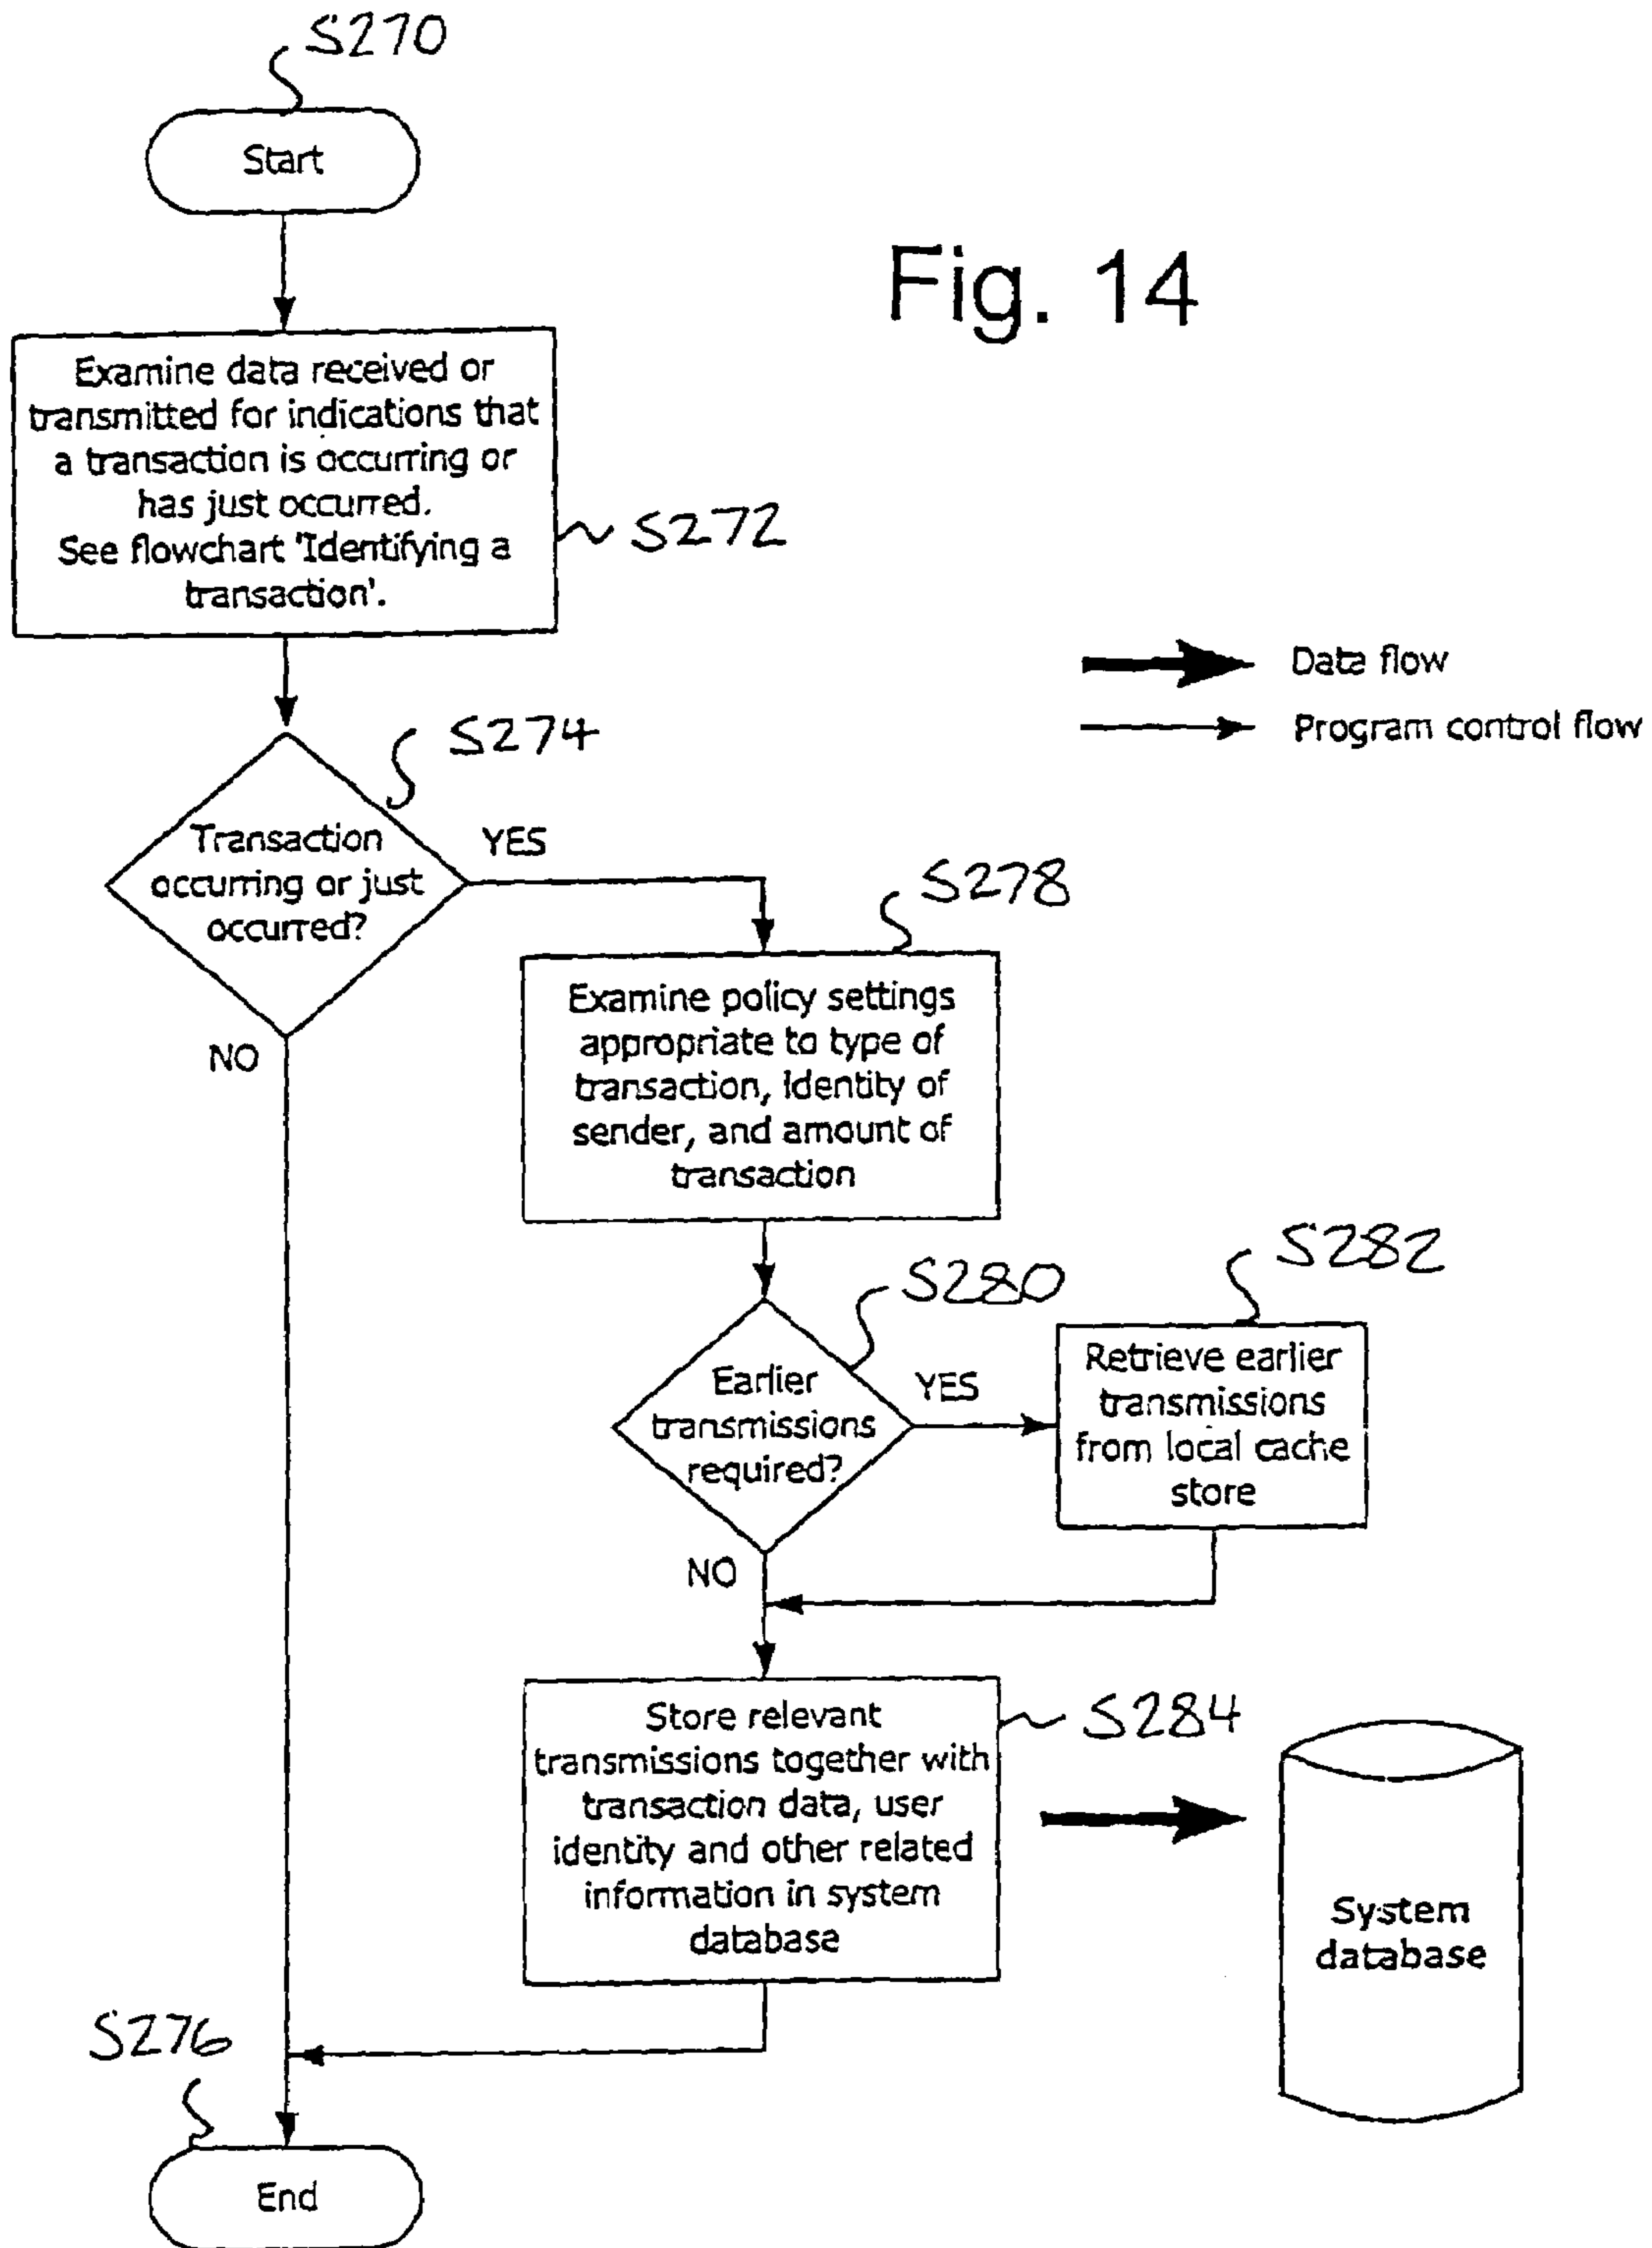 S270
Start
Fig. 14
Examine data received or
transmitted for indications that
a transaction is occurring or
has just occurred.
See flowchart 'Identifying a
transaction'.
S272
Data flow
Program control flow
S274
Transaction
occurring or just
occurred?
YES
NO
S278
Examine policy settings
appropriate to type of
transaction, identity of
sender, and amount of
transaction
S280
Earlier
transmissions
required?
YES
NO
S282
Retrieve earlier
transmissions
from local cache
store
Store relevant
transmissions together with
transaction data, user
identity and other related
information in system
database
S284
System
database
S276
End